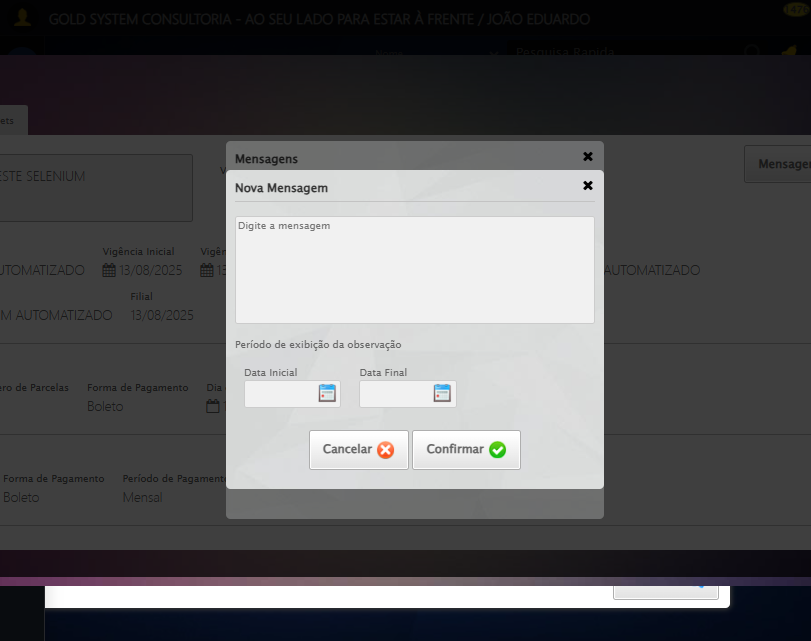 GOLD SYSTEM CONSULTORIA - AO SEU LADO PARA ESTAR À FRENTE / JOÃO EDUARDO
Pesquisa Rapida
ets
ESTE SELENIUM
Mensagens
Mensager
Nova Mensagem
Digite a mensagem
Vigência Inicial Vigên
UTOMATIZADO 13/08/2025 13
AUTOMATIZADO
Filial
M AUTOMATIZADO 13/08/2025
Período de exibição da observação
Data Inicial Data Final
ero de Parcelas Forma de Pagamento Dia
Boleto
Cancelar Confirmar
Forma de Pagamento Período de Pagament
Boleto Mensal